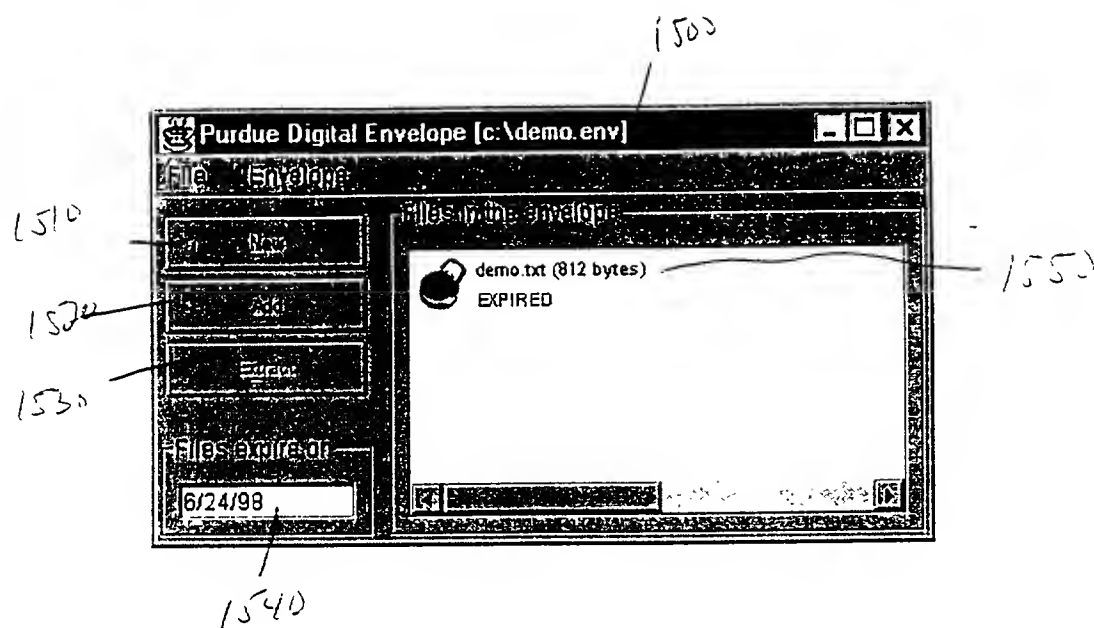 1500
Purdue Digital Envelope [c:\demo.env]
File Envelope
Files in the envelope
1510
New
demo.txt (812 bytes)
1550
EXPIRED
1520
Add
Extract
1530
Files expire on
6/24/98
1540